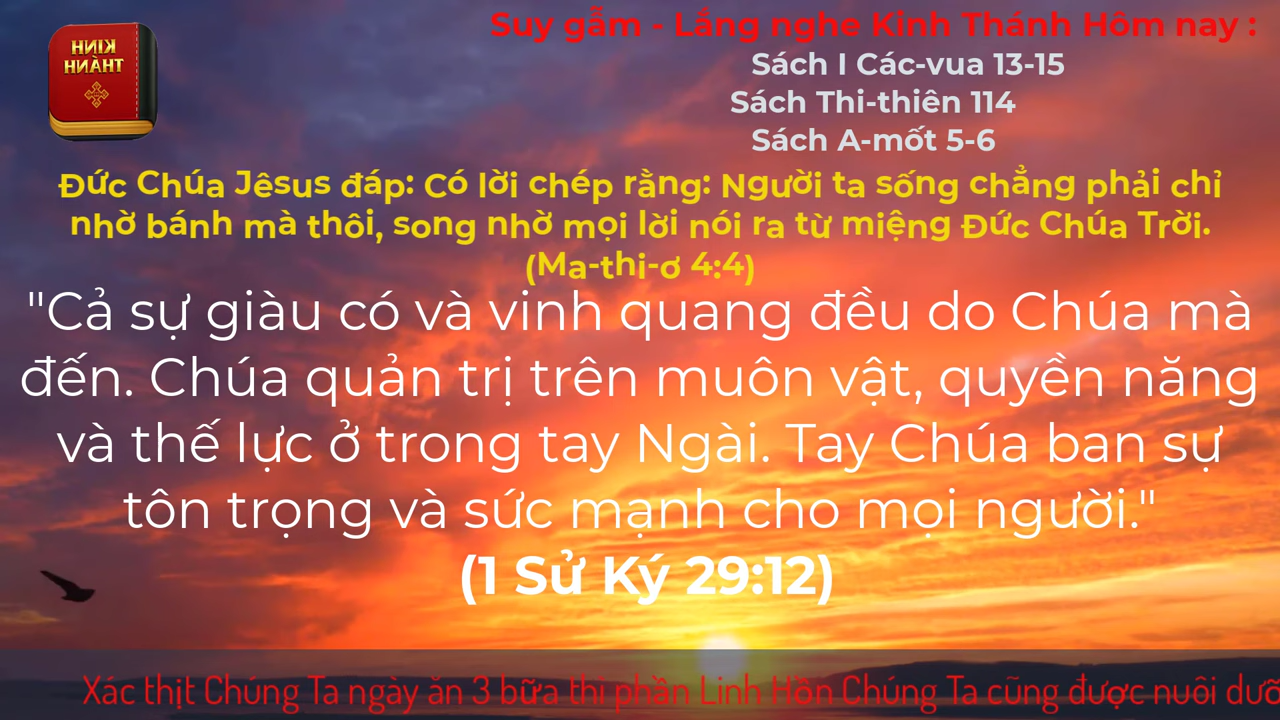 Suy gẫm - Lắng nghe Kinh Thánh Hôm nay :
KINH
THÀNH
Sách I Các-vua 13-15
Sách Thi-thiên 114
Sách A-mốt 5-6
Đức Chúa Jêsus đáp: Có lời chép rằng: Người ta sống chẳng phải chỉ
nhờ bánh mà thôi, song nhờ mọi lời nói ra từ miệng Đức Chúa Trời.
(Ma-thi-ơ 4:4)
"Cả sự giàu có và vinh quang đều do Chúa mà
đến. Chúa quản trị trên muôn vật, quyền năng
và thế lực ở trong tay Ngài. Tay Chúa ban sự
tôn trọng và sức mạnh cho mọi người."
(1 Sử Ký 29:12)
Xác thịt Chúng Ta ngày ăn 3 bữa thì phần Linh Hồn Chúng Ta cũng được nuôi